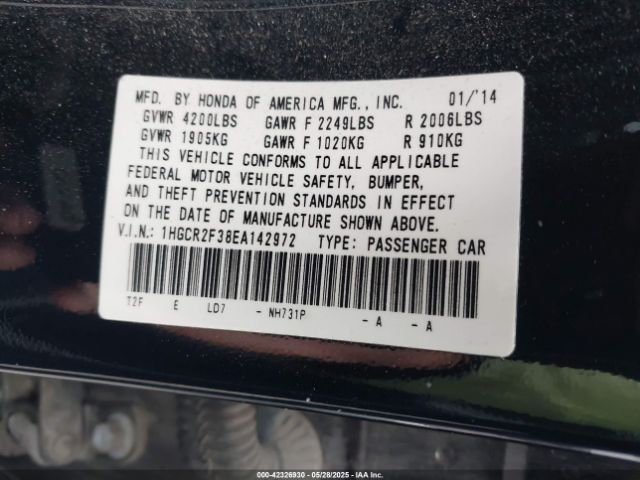 MFD. BY HONDA OF AMERICA MFG., INC. 01/'14
GVWR 4200LBS GAWR F 2249LBS R 2006LBS
GVWR 1905KG GAWR F 1020KG R 910KG
THIS VEHICLE CONFORMS TO ALL APPLICABLE
FEDERAL MOTOR VEHICLE SAFETY, BUMPER,
AND THEFT PREVENTION STANDARDS IN EFFECT
ON THE DATE OF MANUFACTURE SHOWN ABOVE.
V.I.N.: 1HGCR2F38EA142972 TYPE: PASSENGER CAR
T2F E LD7 - NH731P - A - A
00-42326930 - 05/28/2025 - IAA Inc.